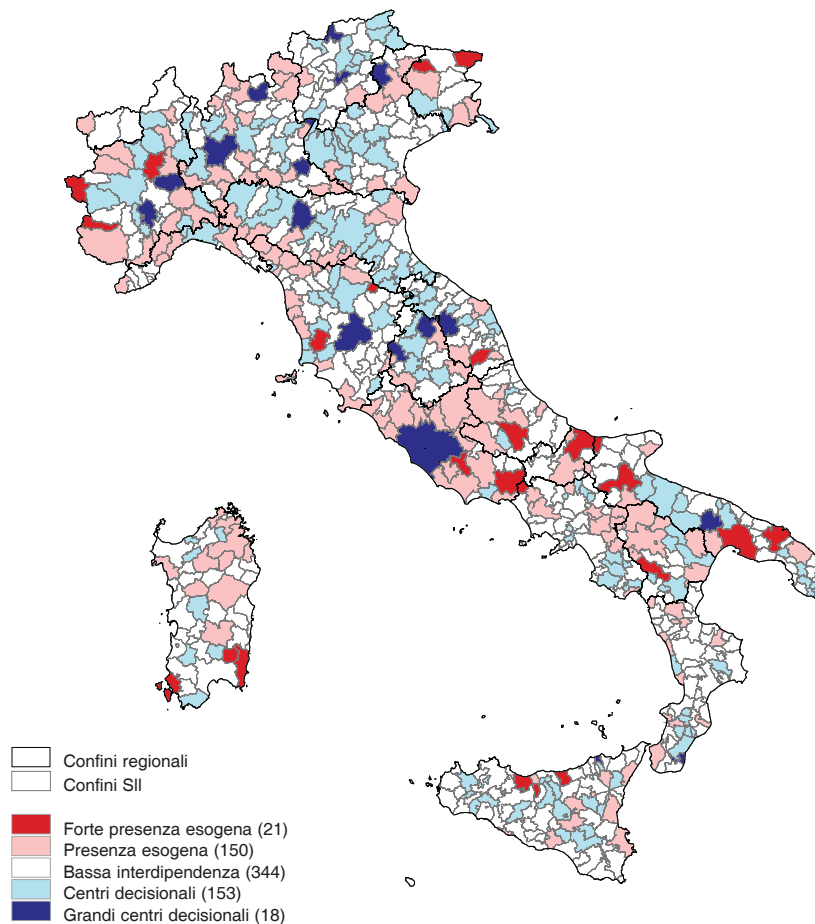 Confini regionali
Confini Sll
Forte presenza esogena (21)
Presenza esogena (150)
Bassa interdipendenza (344)
Centri decisionali (153)
Grandi centri decisionali (18)